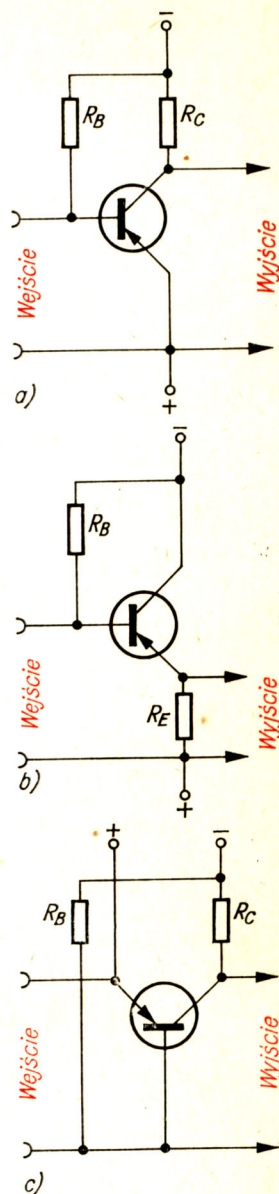 −
R_B
R_C
Wejście
Wyjście
+
a)
−
R_B
Wejście
R_E
Wyjście
+
b)
+
−
R_B
R_C
Wejście
Wyjście
c)